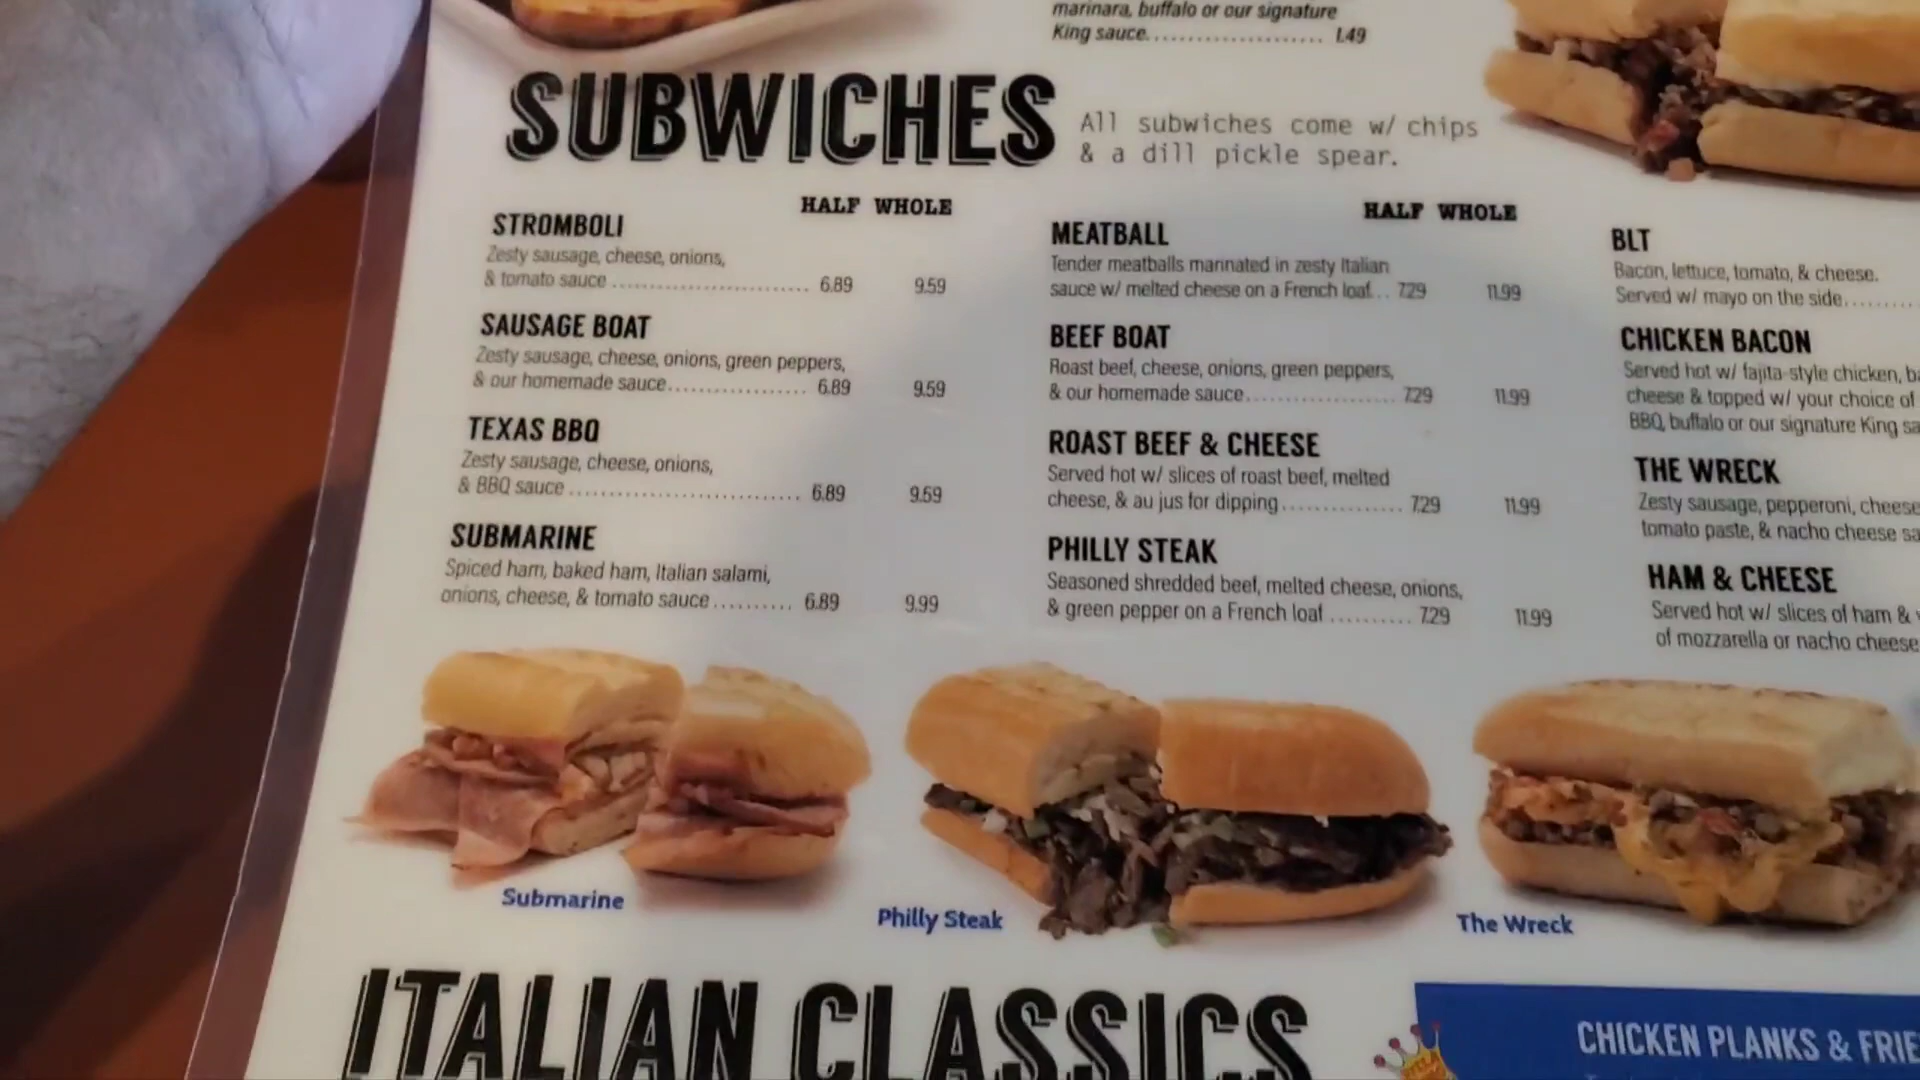 marinara, buffalo or our signature
King sauce........................ 1.49
SUBWICHES
All subwiches come w/ chips
& a dill pickle spear.
HALF WHOLE
STROMBOLI
Zesty sausage, cheese, onions,
& tomato sauce .............................. 6.89 9.59
SAUSAGE BOAT
Zesty sausage, cheese, onions, green peppers,
& our homemade sauce..................... 6.89 9.59
TEXAS BBQ
Zesty sausage, cheese, onions,
& BBQ sauce ................................... 6.89 9.59
SUBMARINE
Spiced ham, baked ham, Italian salami,
onions, cheese, & tomato sauce .......... 6.89 9.99
HALF WHOLE
MEATBALL
Tender meatballs marinated in zesty Italian
sauce w/ melted cheese on a French loaf... 7.29 11.99
BEEF BOAT
Roast beef, cheese, onions, green peppers,
& our homemade sauce...................... 7.29 11.99
ROAST BEEF & CHEESE
Served hot w/ slices of roast beef, melted
cheese, & au jus for dipping ................. 7.29 11.99
PHILLY STEAK
Seasoned shredded beef, melted cheese, onions,
& green pepper on a French loaf ........... 7.29 11.99
BLT
Bacon, lettuce, tomato, & cheese.
Served w/ mayo on the side.........
CHICKEN BACON
Served hot w/ fajita-style chicken,
cheese & topped w/ your choice of
BBQ, buffalo or our signature King
THE WRECK
Zesty sausage, pepperoni, cheese
tomato paste, & nacho cheese
HAM & CHEESE
Served hot w/ slices of ham &
of mozzarella or nacho cheese
Submarine
Philly Steak
The Wreck
ITALIAN CLASSICS
CHICKEN PLANKS &